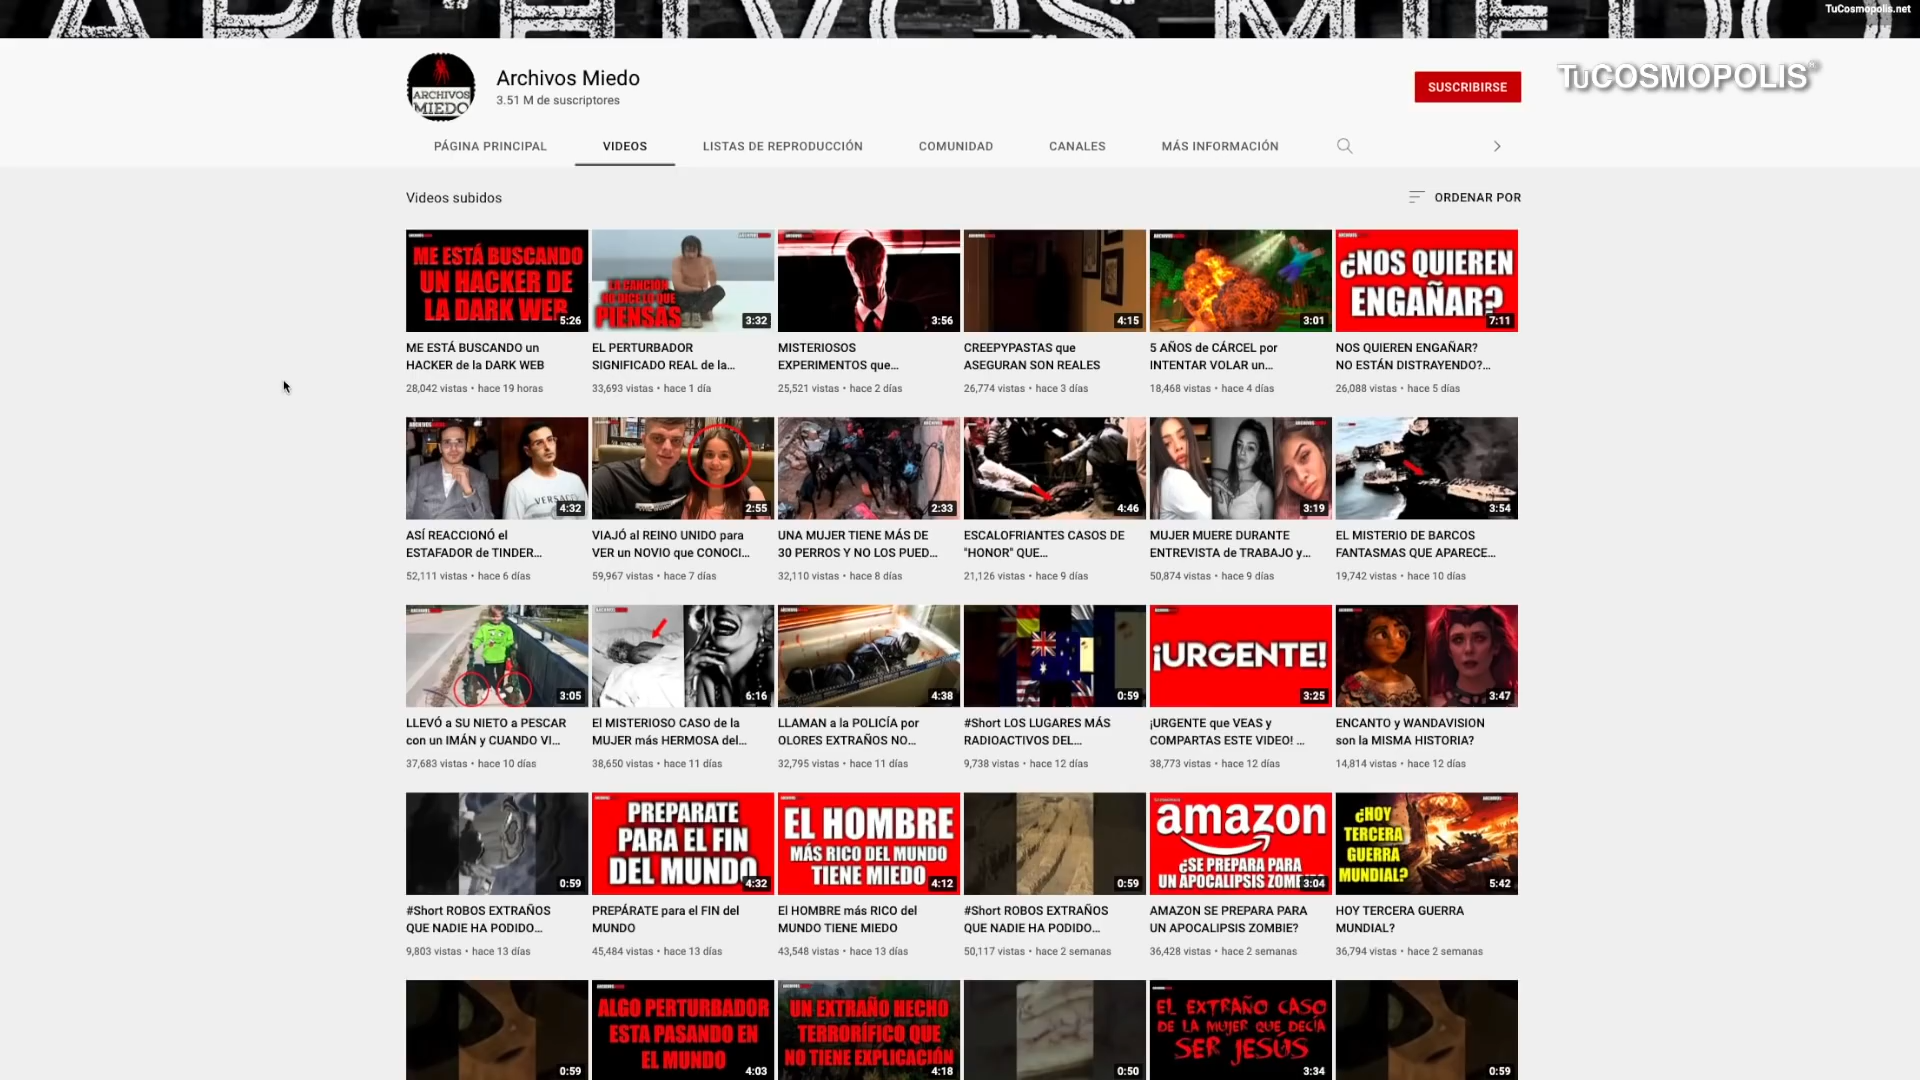 ARCHIVOS MIEDO
TuCosmopolis.net
TuCOSMOPOLIS®
ARCHIVOS
MIEDO
Archivos Miedo
3.51 M de suscriptores
SUSCRIBIRSE
PÁGINA PRINCIPAL
VIDEOS
LISTAS DE REPRODUCCIÓN
COMUNIDAD
CANALES
MÁS INFORMACIÓN
Videos subidos
ORDENAR POR
ME ESTÁ BUSCANDO
UN HACKER DE
LA DARK WEB
5:26
LA CANCIÓN
NO DICE LO QUE
PIENSAS
3:32
3:56
4:15
3:01
¿NOS QUIEREN
ENGAÑAR?
7:11
ME ESTÁ BUSCANDO un
HACKER de la DARK WEB
28,042 vistas • hace 19 horas
EL PERTURBADOR
SIGNIFICADO REAL de la...
33,693 vistas • hace 1 día
MISTERIOSOS
EXPERIMENTOS que...
25,521 vistas • hace 2 días
CREEPYPASTAS que
ASEGURAN SON REALES
26,774 vistas • hace 3 días
5 AÑOS de CÁRCEL por
INTENTAR VOLAR un...
18,468 vistas • hace 4 días
NOS QUIEREN ENGAÑAR?
NO ESTÁN DISTRAYENDO?...
26,088 vistas • hace 5 días
VERSACE
4:32
2:55
2:33
4:46
3:19
3:54
ASÍ REACCIONÓ el
ESTAFADOR de TINDER...
52,111 vistas • hace 6 días
VIAJÓ al REINO UNIDO para
VER un NOVIO que CONOCI...
59,967 vistas • hace 7 días
UNA MUJER TIENE MÁS DE
30 PERROS Y NO LOS PUED...
32,110 vistas • hace 8 días
ESCALOFRIANTES CASOS DE
"HONOR" QUE...
21,126 vistas • hace 9 días
MUJER MUERE DURANTE
ENTREVISTA de TRABAJO y...
50,874 vistas • hace 9 días
EL MISTERIO DE BARCOS
FANTASMAS QUE APARECE...
19,742 vistas • hace 10 días
3:05
6:16
4:38
0:59
¡URGENTE!
3:25
3:47
LLEVÓ a SU NIETO a PESCAR
con un IMÁN y CUANDO VI...
37,683 vistas • hace 10 días
El MISTERIOSO CASO de la
MUJER más HERMOSA del...
38,650 vistas • hace 11 días
LLAMAN a la POLICÍA por
OLORES EXTRAÑOS NO...
32,795 vistas • hace 11 días
#Short LOS LUGARES MÁS
RADIOACTIVOS DEL...
9,738 vistas • hace 12 días
¡URGENTE que VEAS y
COMPARTAS ESTE VIDEO! ...
38,773 vistas • hace 12 días
ENCANTO y WANDAVISION
son la MISMA HISTORIA?
14,814 vistas • hace 12 días
0:59
PREPARATE
PARA EL FIN
DEL MUNDO
4:32
EL HOMBRE
MÁS RICO DEL MUNDO
TIENE MIEDO
4:12
0:59
amazon
¿SE PREPARA PARA
UN APOCALIPSIS ZOMBIE?
3:04
¿HOY
TERCERA
GUERRA
MUNDIAL?
5:42
#Short ROBOS EXTRAÑOS
QUE NADIE HA PODIDO...
9,803 vistas • hace 13 días
PREPÁRATE para el FIN del
MUNDO
45,484 vistas • hace 13 días
El HOMBRE más RICO del
MUNDO TIENE MIEDO
43,548 vistas • hace 13 días
#Short ROBOS EXTRAÑOS
QUE NADIE HA PODIDO...
50,117 vistas • hace 2 semanas
AMAZON SE PREPARA PARA
UN APOCALIPSIS ZOMBIE?
36,428 vistas • hace 2 semanas
HOY TERCERA GUERRA
MUNDIAL?
36,794 vistas • hace 2 semanas
0:59
ALGO PERTURBADOR
ESTA PASANDO EN
EL MUNDO
4:03
UN EXTRAÑO HECHO
TERRORÍFICO QUE
NO TIENE EXPLICACIÓN
4:18
0:50
EL EXTRAÑO CASO
DE LA MUJER QUE DECÍA
SER JESÚS
3:34
0:59